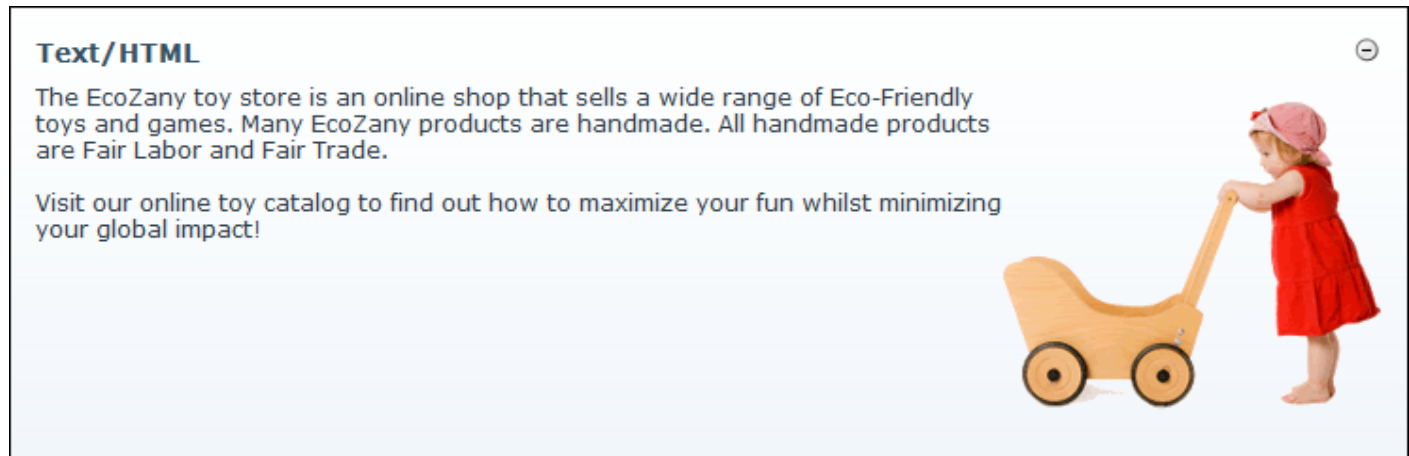 Text/HTML
The EcoZany toy store is an online shop that sells a wide range of Eco-Friendly
toys and games. Many EcoZany products are handmade. All handmade products
are Fair Labor and Fair Trade.
Visit our online toy catalog to find out how to maximize your fun whilst minimizing
your global impact!